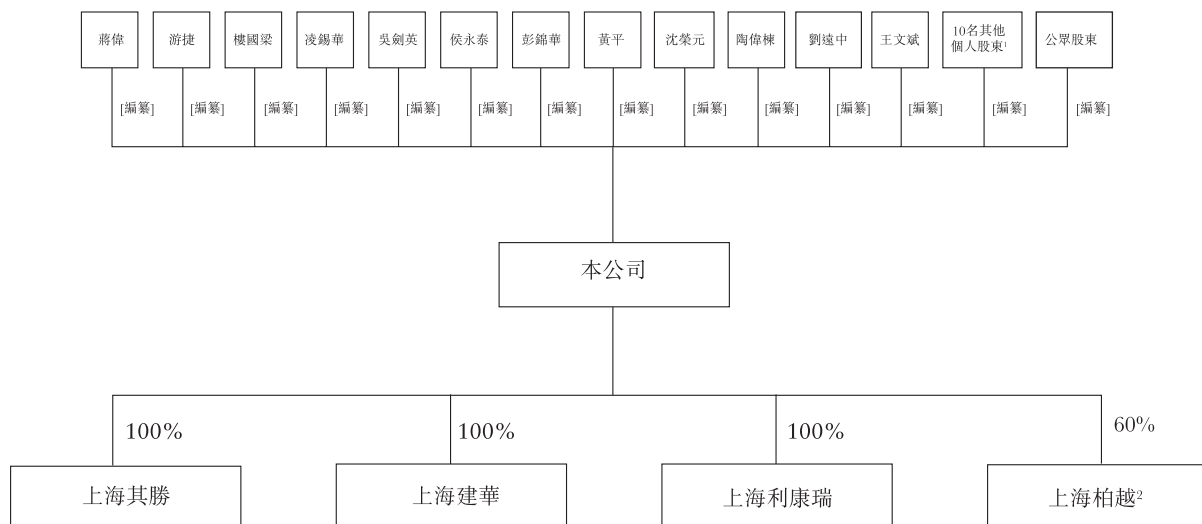 蔣偉
游捷
樓國梁
凌錫華
吳劍英
侯永泰
彭錦華
黃平
沈榮元
陶偉棟
劉遠中
王文斌
10名其他
個人股東¹
公眾股東
[編纂]
[編纂]
[編纂]
[編纂]
[編纂]
[編纂]
[編纂]
[編纂]
[編纂]
[編纂]
[編纂]
[編纂]
[編纂]
[編纂]
本公司
100%
100%
100%
60%
上海其勝
上海建華
上海利康瑞
上海柏越²